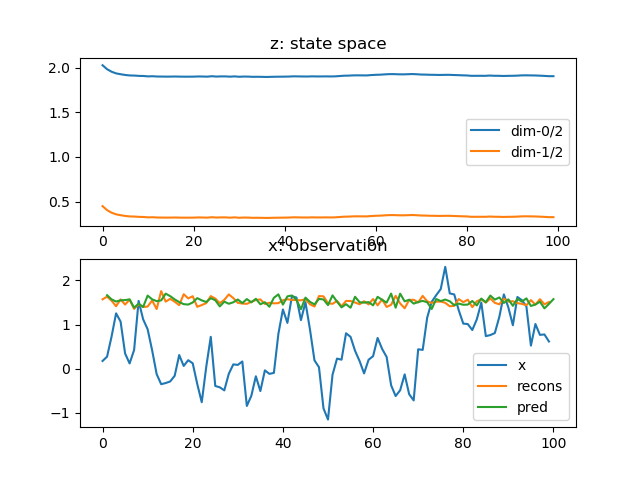 z: state space
2.0
1.5
1.0
0.5
dim-0/2
dim-1/2
0 20 40 60 80 100
x: observation
2
1
0
−1
x
recons
pred
0 20 40 60 80 100